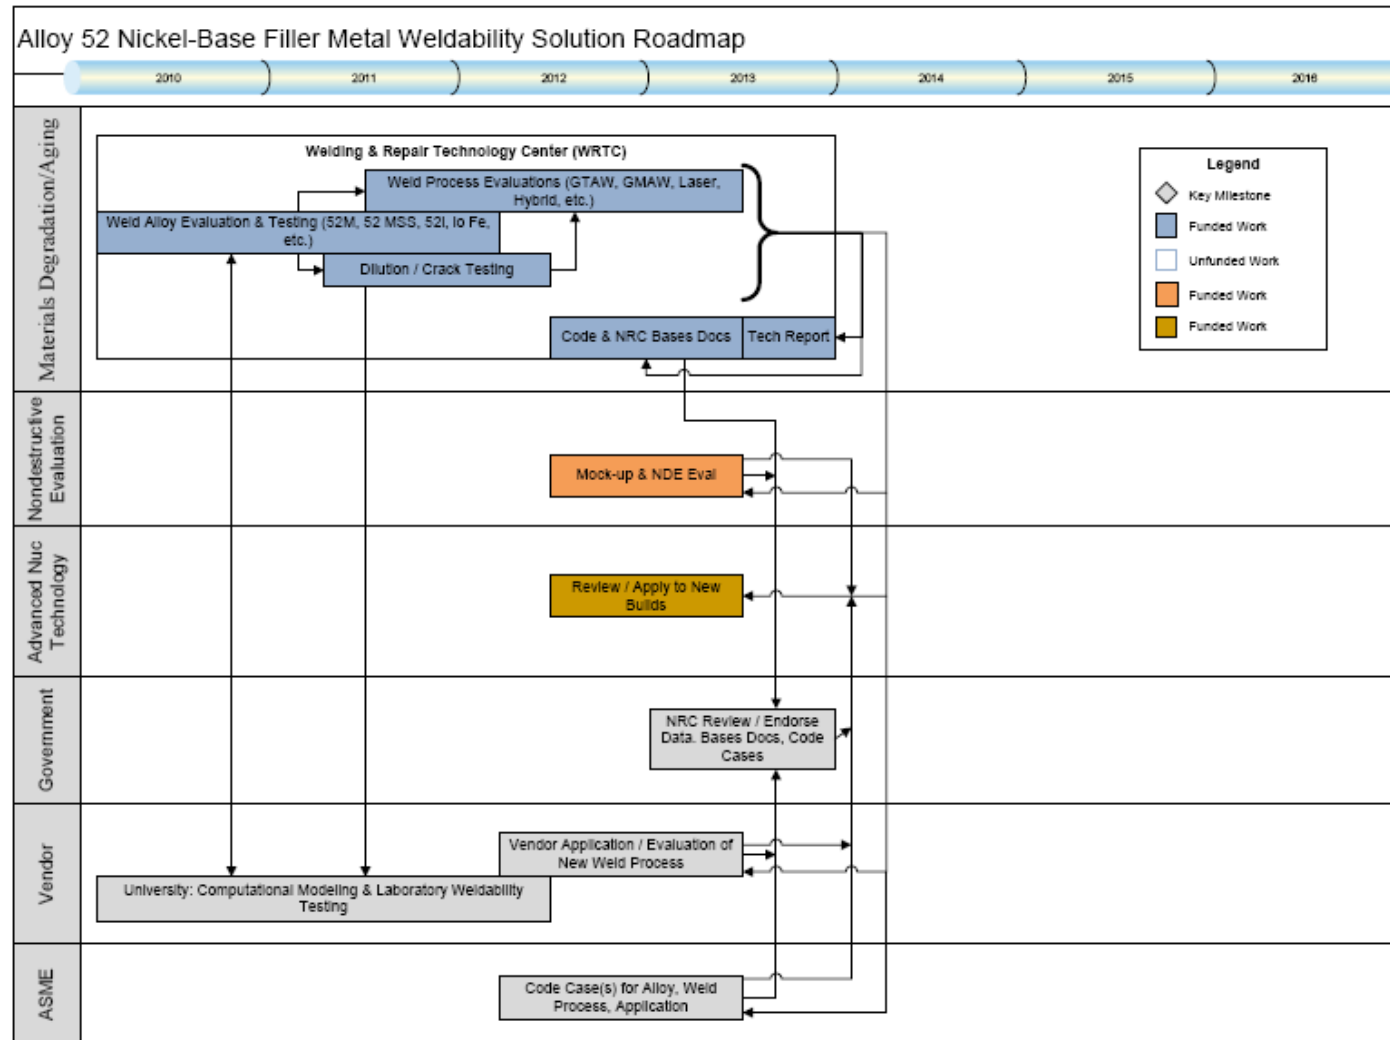 Alloy 52 Nickel-Base Filler Metal Weldability Solution Roadmap
2010
2011
2012
2013
2014
2015
2016
Materials Degradation/Aging
Welding & Repair Technology Center (WRTC)
Weld Process Evaluations (GTAW, GMAW, Laser,
Hybrid, etc.)
Weld Alloy Evaluation & Testing (52M, 52 MSS, 52i, lo Fe,
etc.)
Dilution / Crack Testing
Code & NRC Bases Docs
Tech Report
Legend
Key Milestone
Funded Work
Unfunded Work
Funded Work
Funded Work
Nondestructive
Evaluation
Mock-up & NDE Eval
Advanced Nuc
Technology
Review / Apply to New
Builds
Government
NRC Review / Endorse
Data. Bases Docs, Code
Cases
Vendor
Vendor Application / Evaluation of
New Weld Process
University: Computational Modeling & Laboratory Weldability
Testing
ASME
Code Case(s) for Alloy, Weld
Process, Application